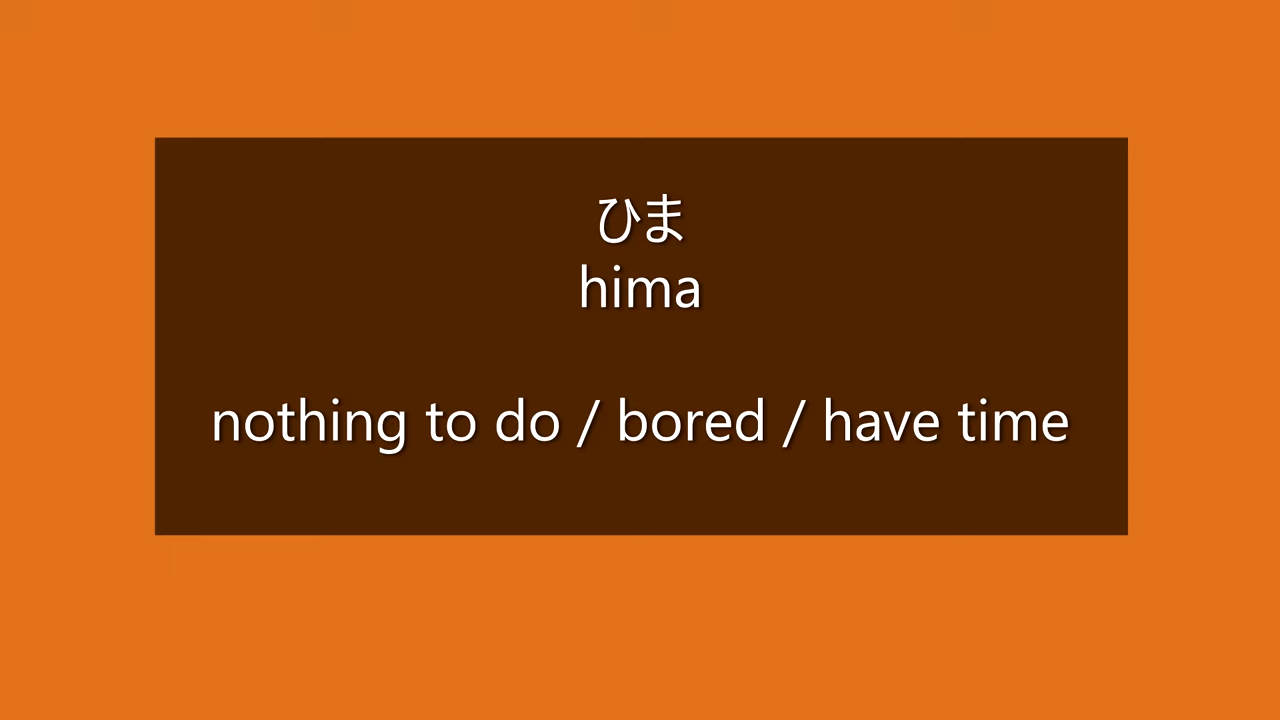 ひま
hima
nothing to do / bored / have time